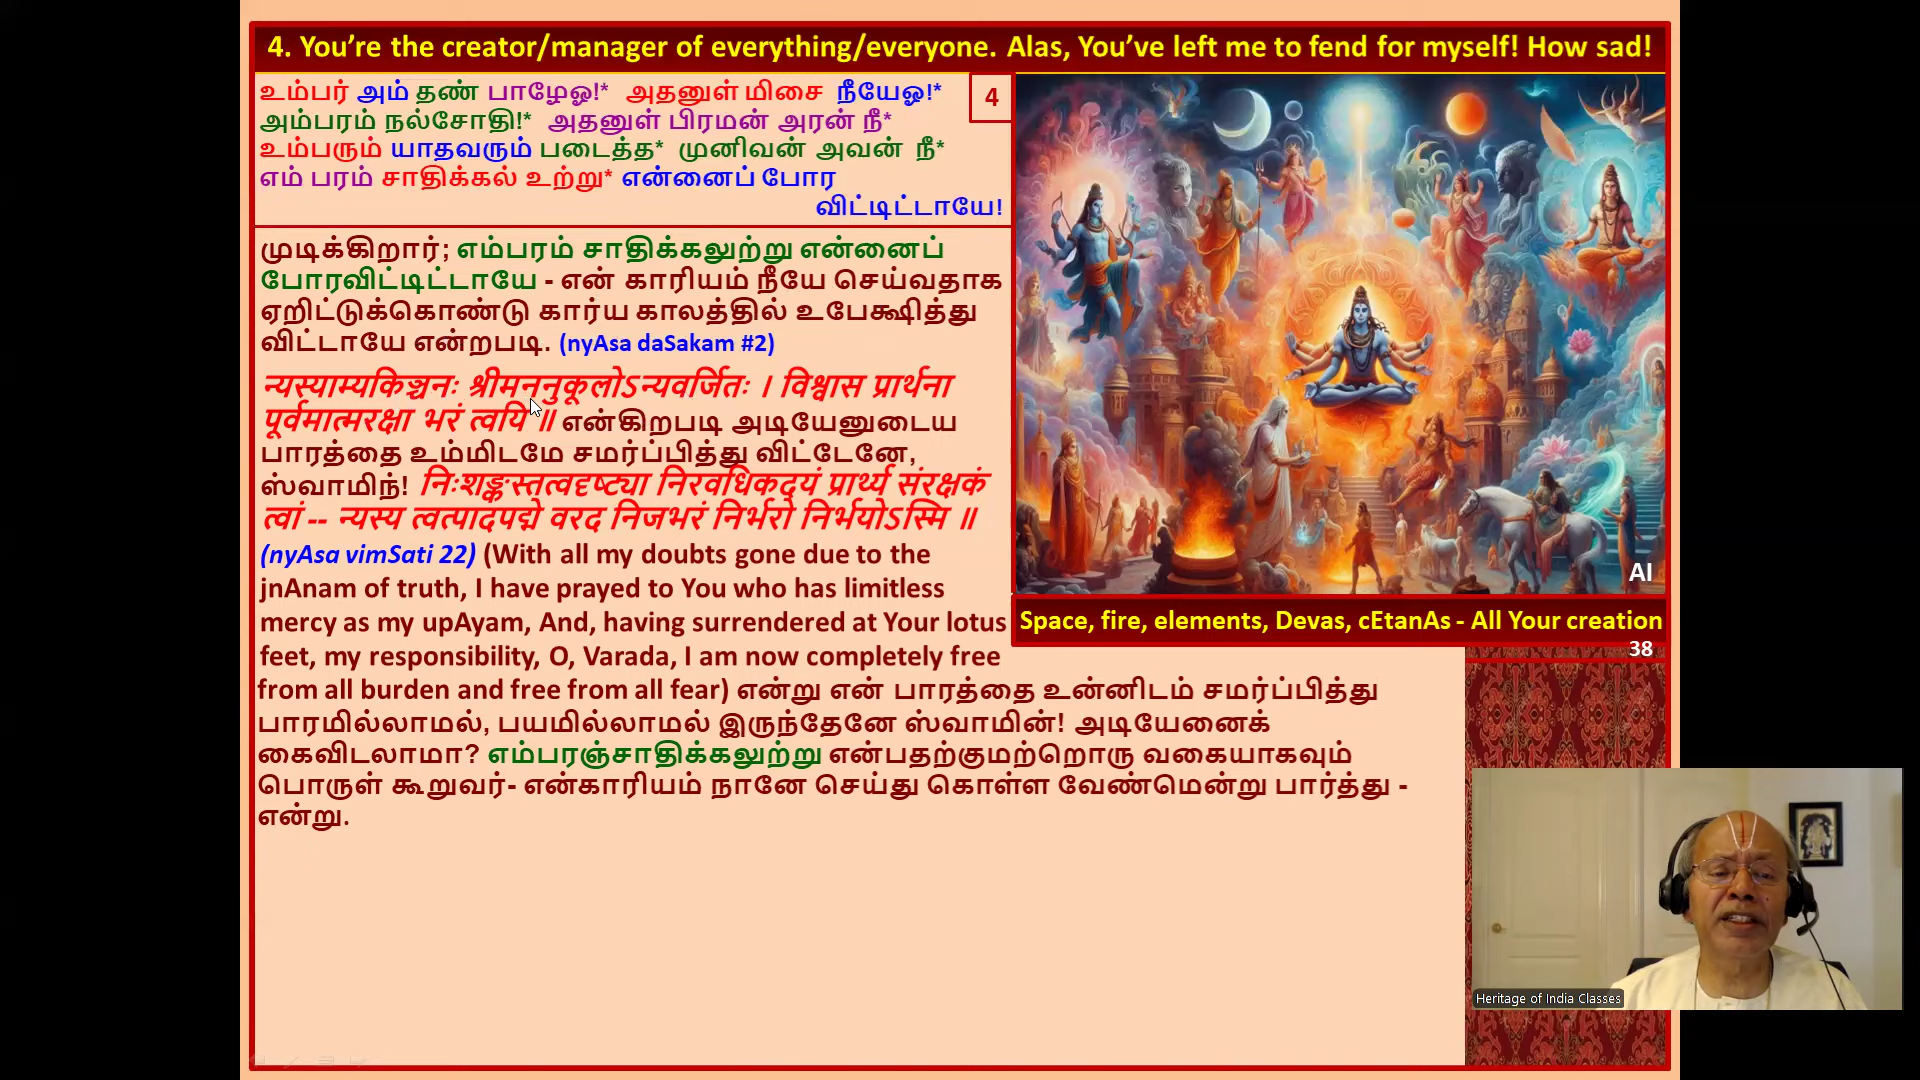 4. You’re the creator/manager of everything/everyone. Alas, You’ve left me to fend for myself! How sad!
உம்பர் அம் தண் பாழேஓ!* அதனுள் மிசை நீயேஓ!*
4
அம்பரம் நல்சோதி!* அதனுள் பிரமன் அரன் நீ*
உம்பரும் யாதவரும் படைத்த* முனிவன் அவன் நீ*
எம் பரம் சாதிக்கல் உற்று* என்னைப் போர
விட்டிட்டாயே!
முடிக்கிறார்; எம்பரம் சாதிக்கலுற்று என்னைப்
போரவிட்டிட்டாயே - என் காரியம் நீயே செய்வதாக
ஏறிட்டுக்கொண்டு கார்ய காலத்தில் உபேக்ஷித்து
விட்டாயே என்றபடி. (nyAsa daSakam #2)
न्यस्याम्यकिञ्चनः श्रीमन्ननुकूलोऽन्यवर्जितः । विश्वास प्रार्थना
पूर्वमात्मरक्षा भरं त्वयि ॥ என்கிறபடி அடியேனுடைய
பாரத்தை உம்மிடமே சமர்ப்பித்து விட்டேனே,
ஸ்வாமிந்! निःशङ्कस्तत्वदृष्ट्या निरवधिकदयं प्रार्थ्य संरक्षकं
त्वां -- न्यस्य त्वत्पादपद्मे वरद निजभरं निर्भरो निर्भयोऽस्मि ॥
(nyAsa vimSati 22) (With all my doubts gone due to the
jnAnam of truth, I have prayed to You who has limitless
mercy as my upAyam, And, having surrendered at Your lotus
feet, my responsibility, O, Varada, I am now completely free
from all burden and free from all fear) என்று என் பாரத்தை உன்னிடம் சமர்ப்பித்து
பாரமில்லாமல், பயமில்லாமல் இருந்தேனே ஸ்வாமின்! அடியேனைக்
கைவிடலாமா? எம்பரஞ்சாதிக்கலுற்று என்பதற்குமற்றொரு வகையாகவும்
பொருள் கூறுவர்- என்காரியம் நானே செய்து கொள்ள வேண்மென்று பார்த்து -
என்று.
AI
Space, fire, elements, Devas, cEtanAs - All Your creation
38
Heritage of India Classes